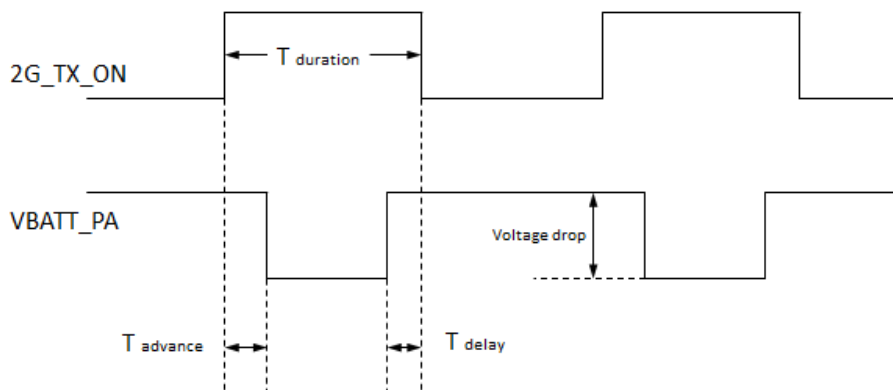 2G_TX_ON
T duration
VBATT_PA
Voltage drop
T advance
T delay